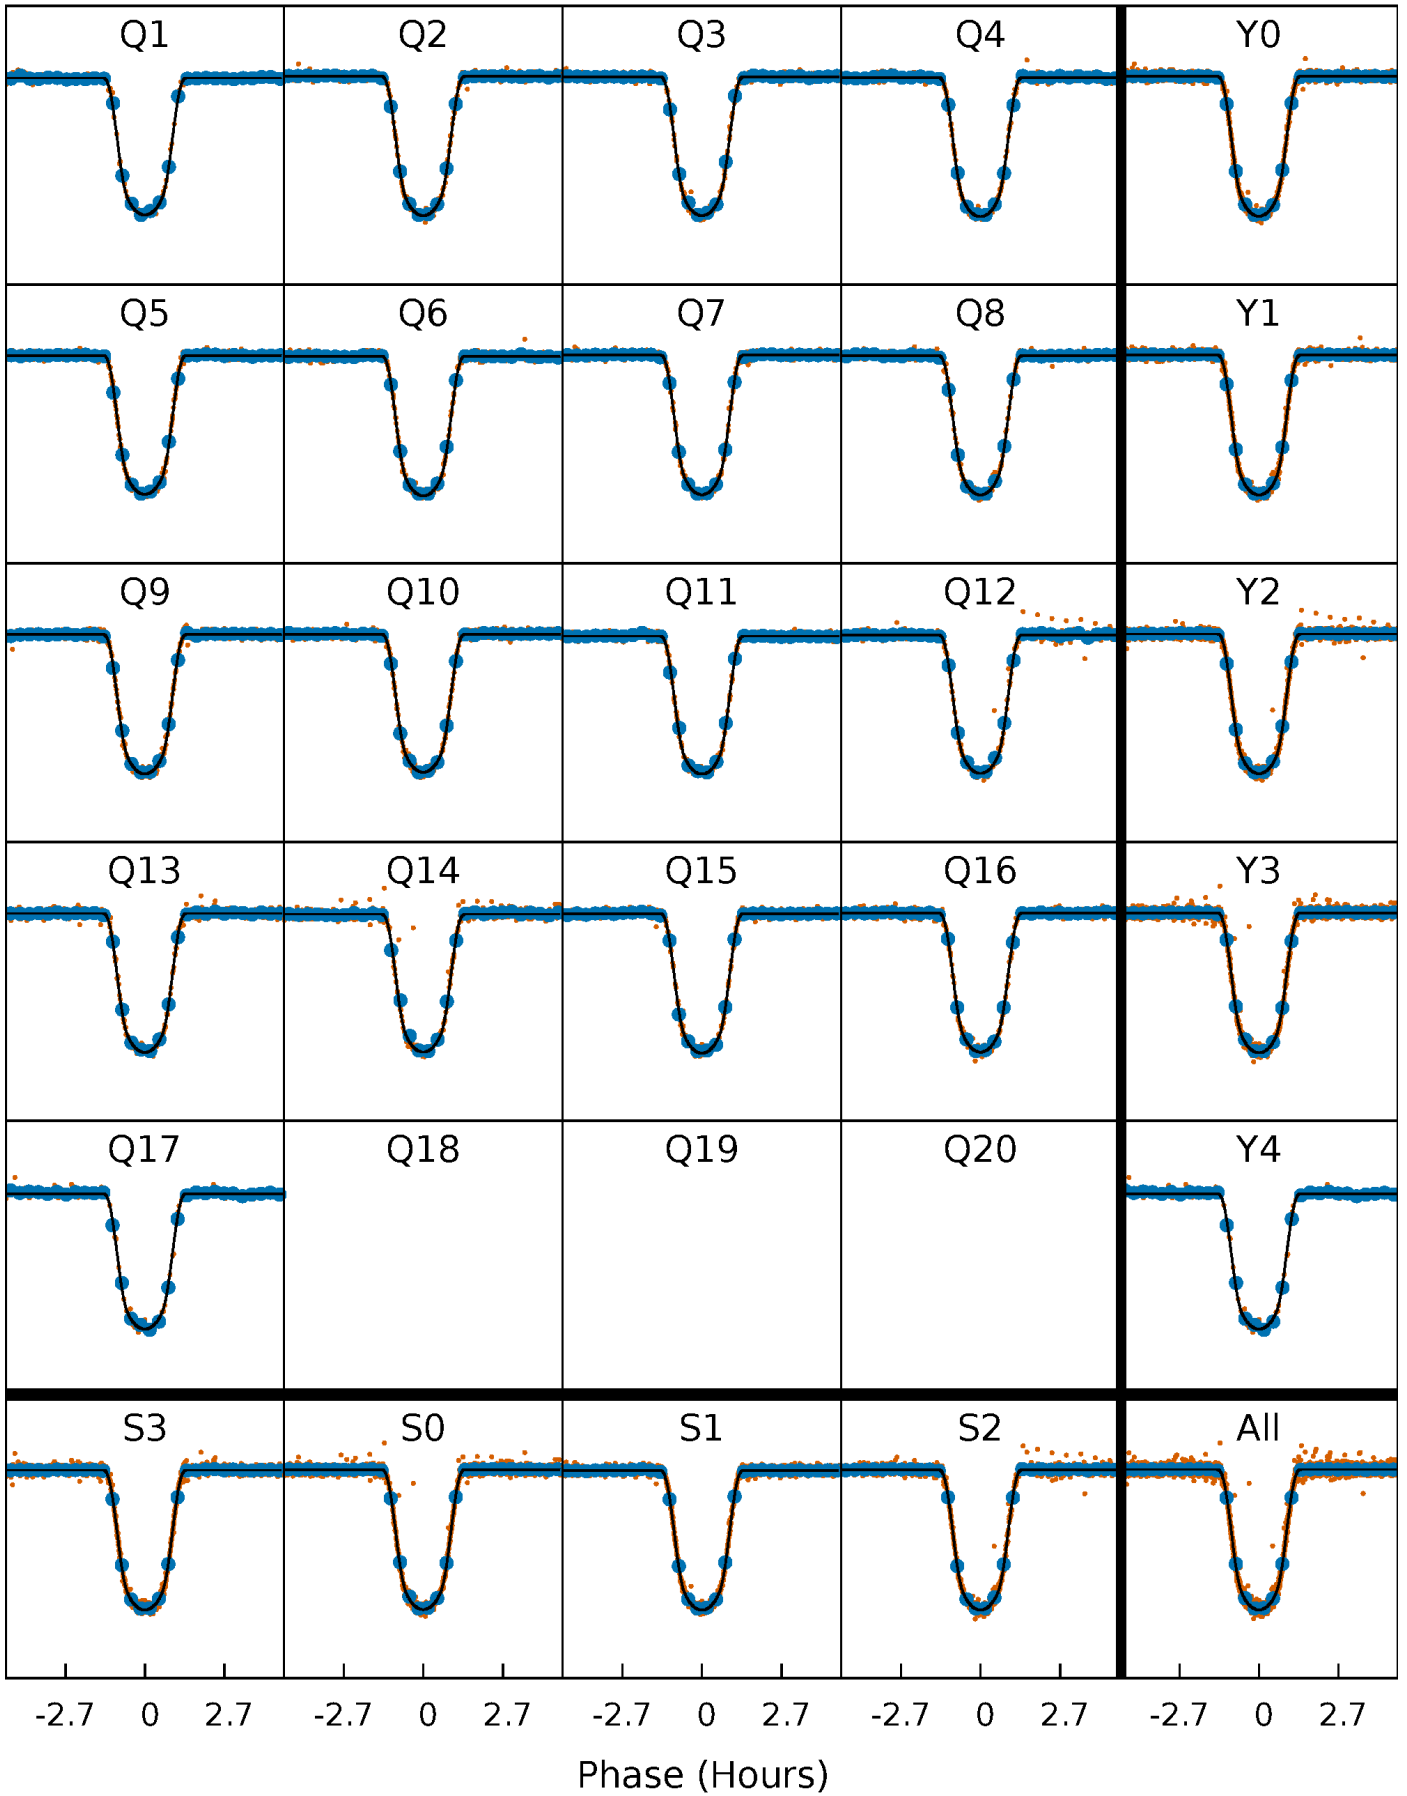 Q1 Q2 Q3 Q4 Y0
Q5 Q6 Q7 Q8 Y1
Q9 Q10 Q11 Q12 Y2
Q13 Q14 Q15 Q16 Y3
Q17 Q18 Q19 Q20 Y4
S3 S0 S1 S2 All
-2.7 0 2.7 -2.7 0 2.7 -2.7 0 2.7 -2.7 0 2.7 -2.7 0 2.7
Phase (Hours)